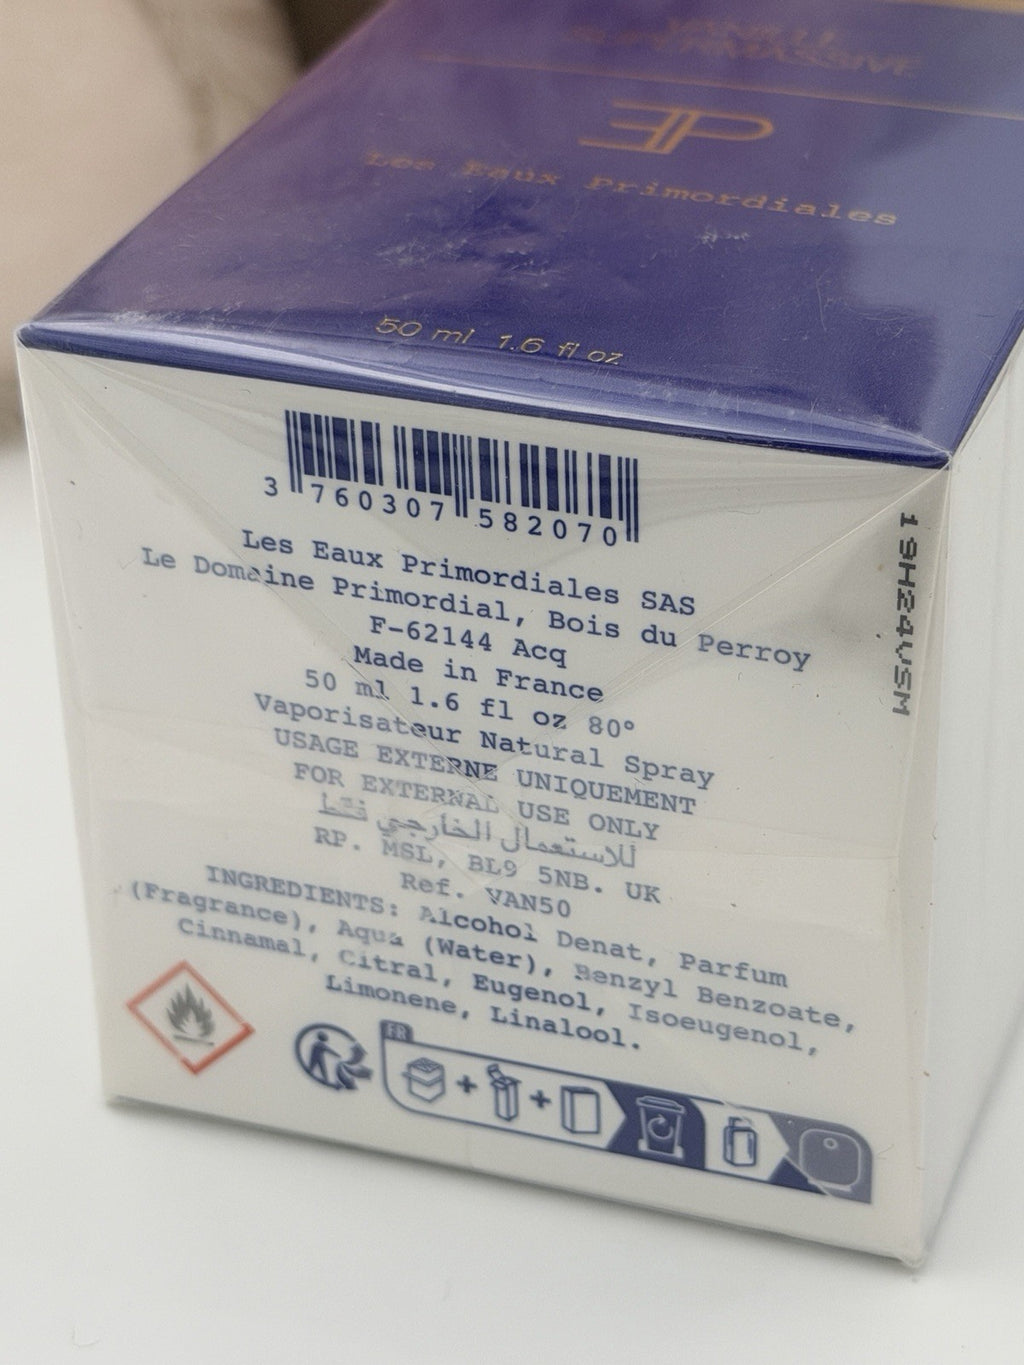 VANILLE
SUPERMASSIVE
EP
Les Eaux Primordiales
50 ml 1.6 fl oz
3 760307 582070
Les Eaux Primordiales SAS
Le Domaine Primordial, Bois du Perroy
F-62144 Acq
Made in France
50 ml 1.6 fl oz 80°
Vaporisateur Natural Spray
USAGE EXTERNE UNIQUEMENT
FOR EXTERNAL USE ONLY
للاستعمال الخارجي فقط
RP. MSL, BL9 5NB. UK
Ref. VAN50
INGREDIENTS: Alcohol Denat, Parfum
(Fragrance), Aqua (Water), Benzyl Benzoate,
Cinnamal, Citral, Eugenol, Isoeugenol,
Limonene, Linalool.
FR
19H24VSM